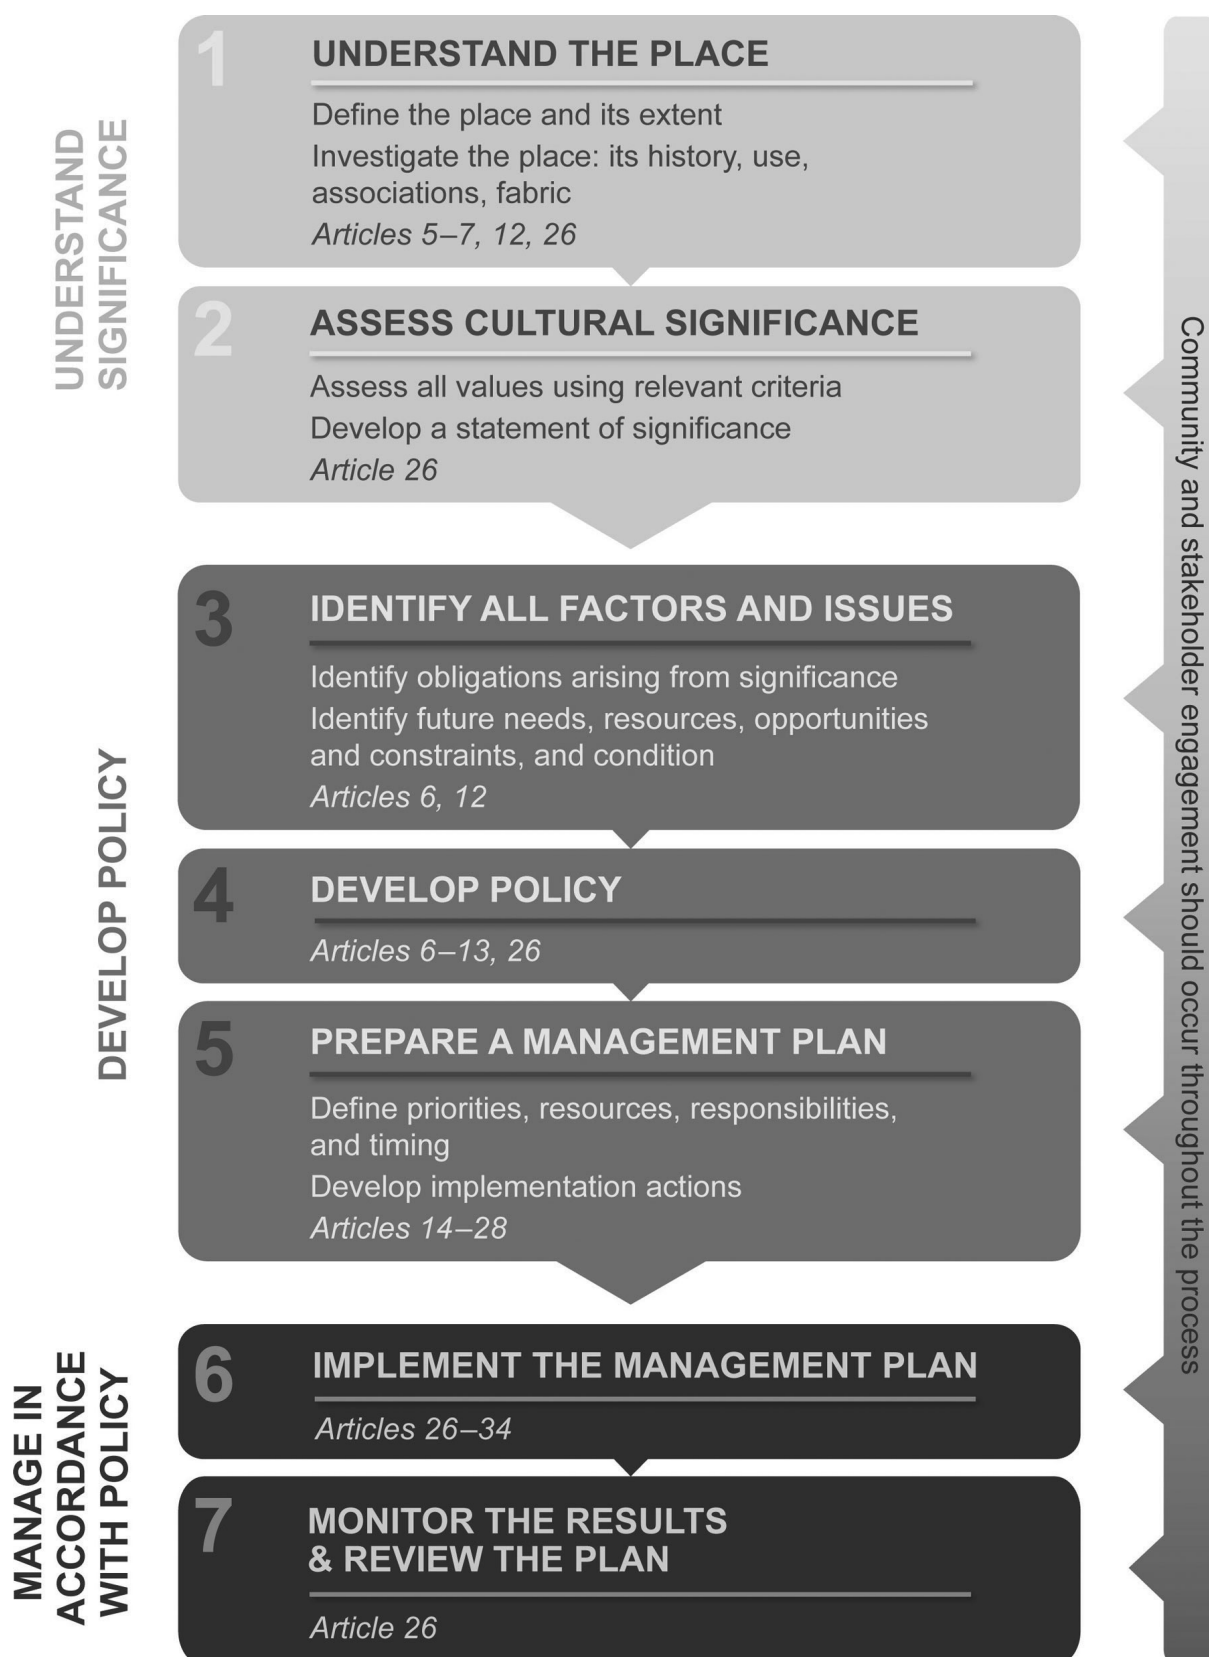 UNDERSTAND
SIGNIFICANCE
1
UNDERSTAND THE PLACE
Define the place and its extent
Investigate the place: its history, use,
associations, fabric
Articles 5–7, 12, 26
2
ASSESS CULTURAL SIGNIFICANCE
Assess all values using relevant criteria
Develop a statement of significance
Article 26
DEVELOP POLICY
3
IDENTIFY ALL FACTORS AND ISSUES
Identify obligations arising from significance
Identify future needs, resources, opportunities
and constraints, and condition
Articles 6, 12
4
DEVELOP POLICY
Articles 6–13, 26
5
PREPARE A MANAGEMENT PLAN
Define priorities, resources, responsibilities,
and timing
Develop implementation actions
Articles 14–28
MANAGE IN
ACCORDANCE
WITH POLICY
6
IMPLEMENT THE MANAGEMENT PLAN
Articles 26–34
7
MONITOR THE RESULTS
& REVIEW THE PLAN
Article 26
Community and stakeholder engagement should occur throughout the process